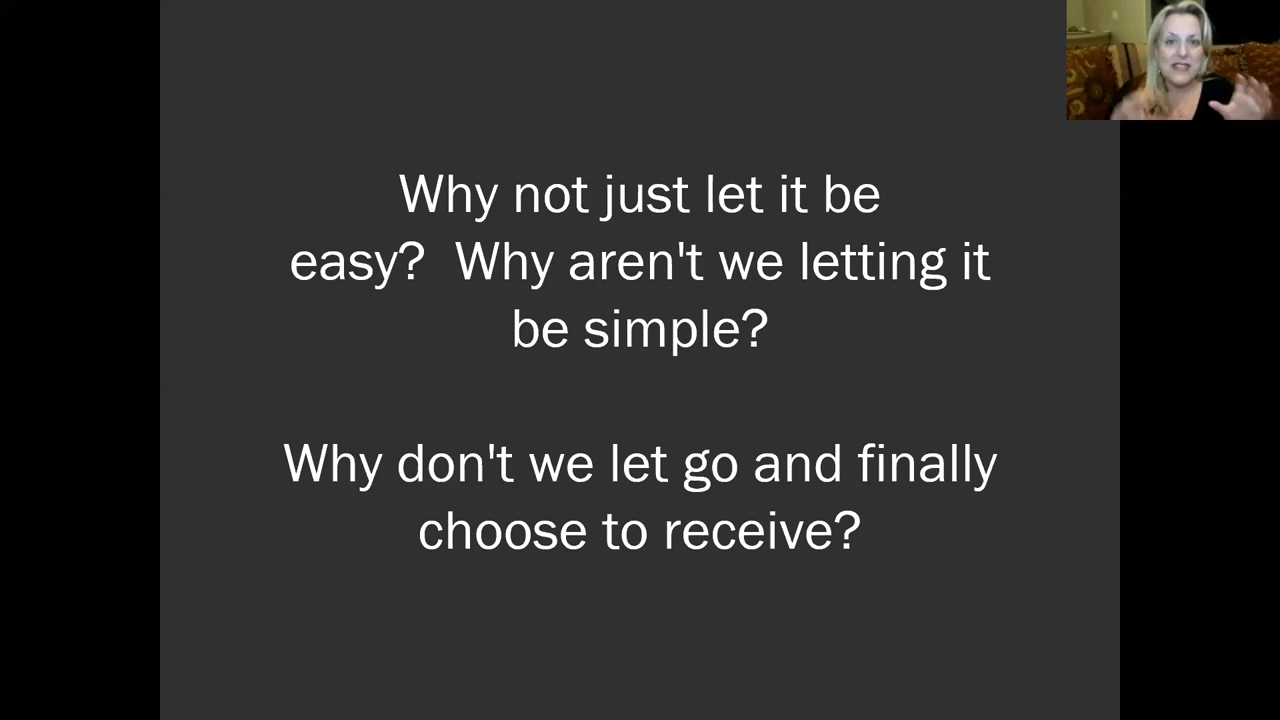 Why not just let it be
easy?  Why aren't we letting it
be simple?
Why don't we let go and finally
choose to receive?